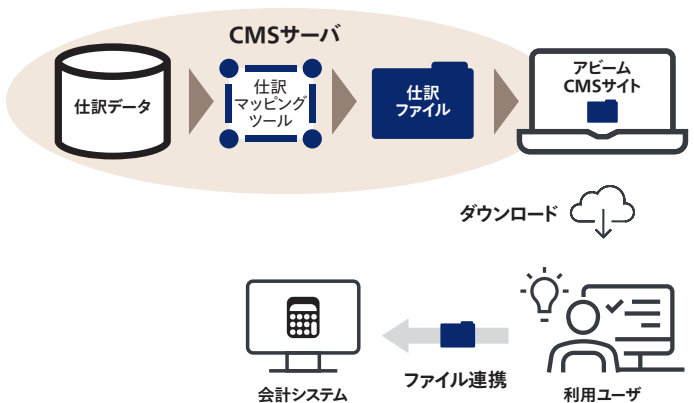 CMSサーバ
仕訳データ
仕訳
マッピング
ツール
仕訳
ファイル
アビーム
CMSサイト
ダウンロード
会計システム
ファイル連携
利用ユーザ